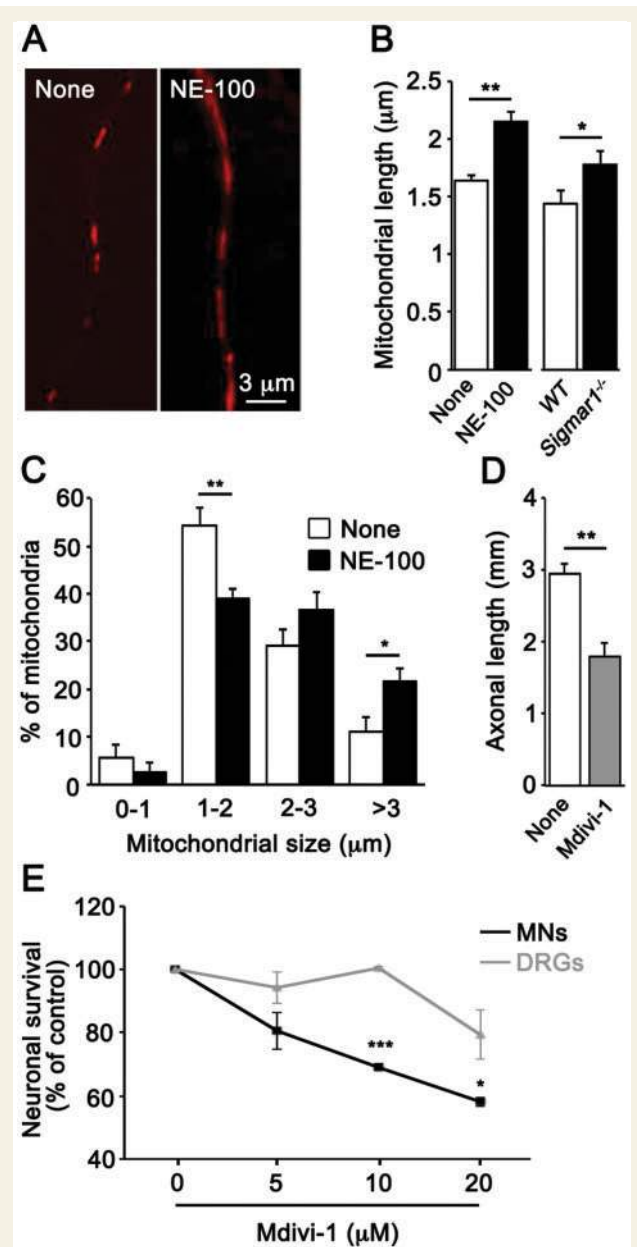 A
None
NE-100
3 μm
B
Mitochondrial length (μm)
2.5
2
1.5
1
0.5
0
**
*
None
NE-100
WT
Sigmar1-/-
C
% of mitochondria
60
50
40
30
20
10
0
**
*
None
NE-100
0-1
1-2
2-3
>3
Mitochondrial size (μm)
D
Axonal length (mm)
4
3
2
1
0
**
None
Mdivi-1
E
Neuronal survival
(% of control)
120
100
80
60
40
MNs
DRGs
***
*
0
5
10
20
Mdivi-1 (μM)